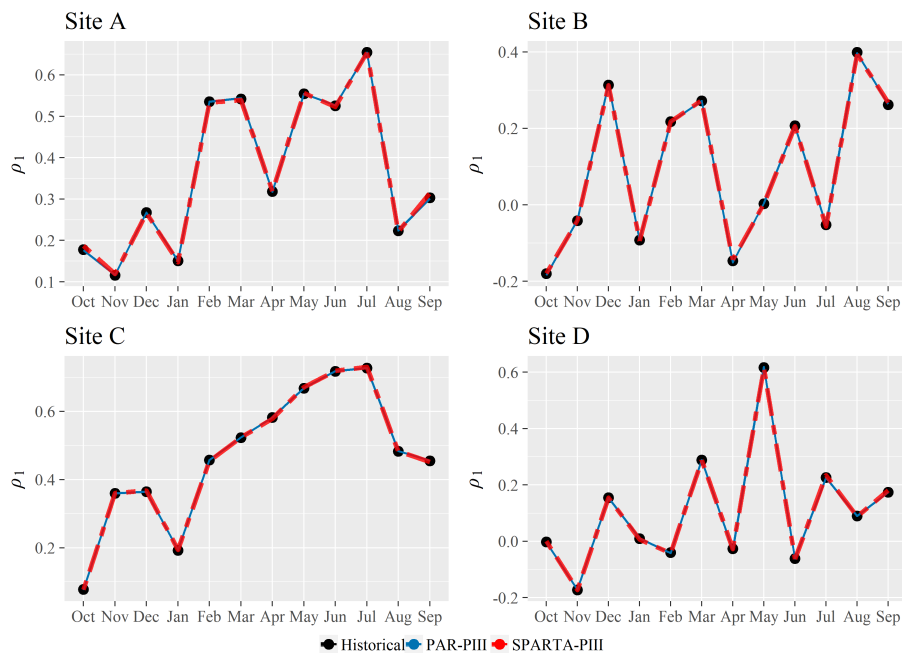 Site A
0.6
0.5
0.4
0.3
0.2
0.1
ρ1
Oct Nov Dec Jan Feb Mar Apr May Jun Jul Aug Sep
Site B
0.4
0.2
0.0
-0.2
ρ1
Oct Nov Dec Jan Feb Mar Apr May Jun Jul Aug Sep
Site C
0.6
0.4
0.2
ρ1
Oct Nov Dec Jan Feb Mar Apr May Jun Jul Aug Sep
Site D
0.6
0.4
0.2
0.0
-0.2
ρ1
Oct Nov Dec Jan Feb Mar Apr May Jun Jul Aug Sep
Historical PAR-PIII SPARTA-PIII